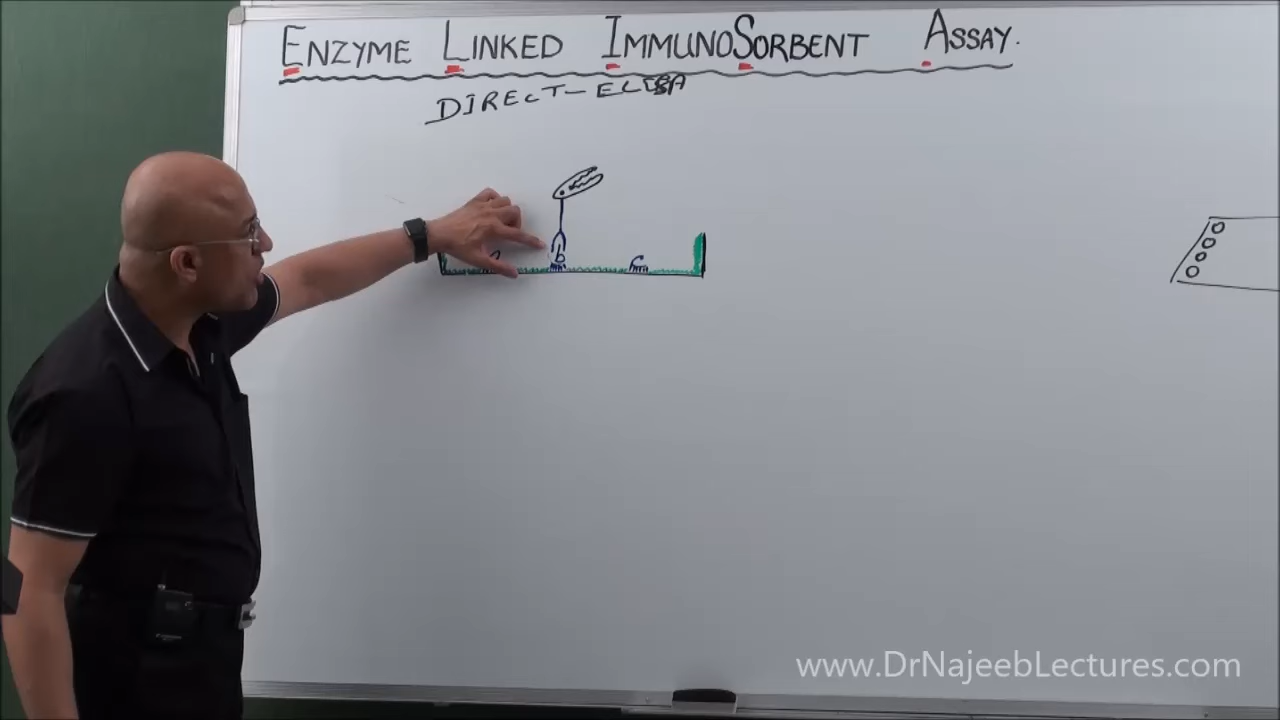 ENZYME LINKED IMMUNOSORBENT ASSAY.
DIRECT-ELISA
b c
www.DrNajeebLectures.com